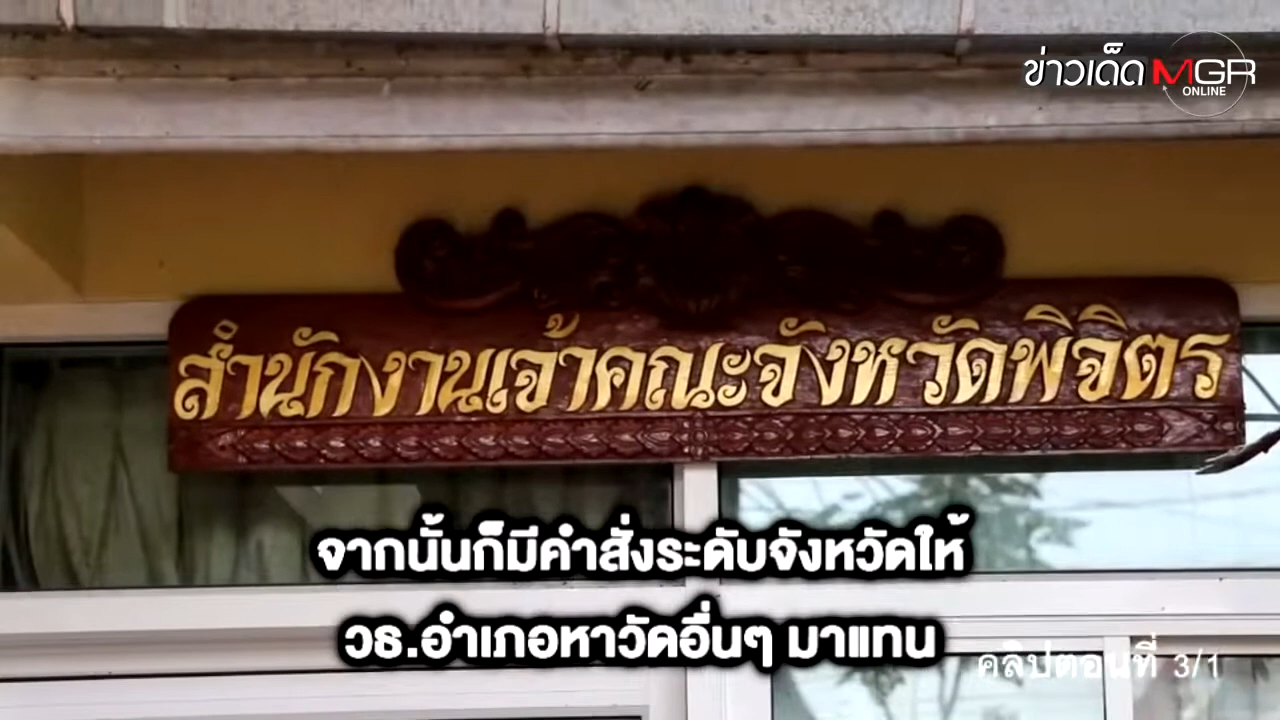 ข่าวเด็ด MGR
ONLINE
สำนักงานเจ้าคณะจังหวัดพิจิตร
จากนั้นก็มีคำสั่งระดับจังหวัดให้
วธ.อำเภอหาวัดอื่นๆ มาแทน
คลิปตอนที่ 3/1